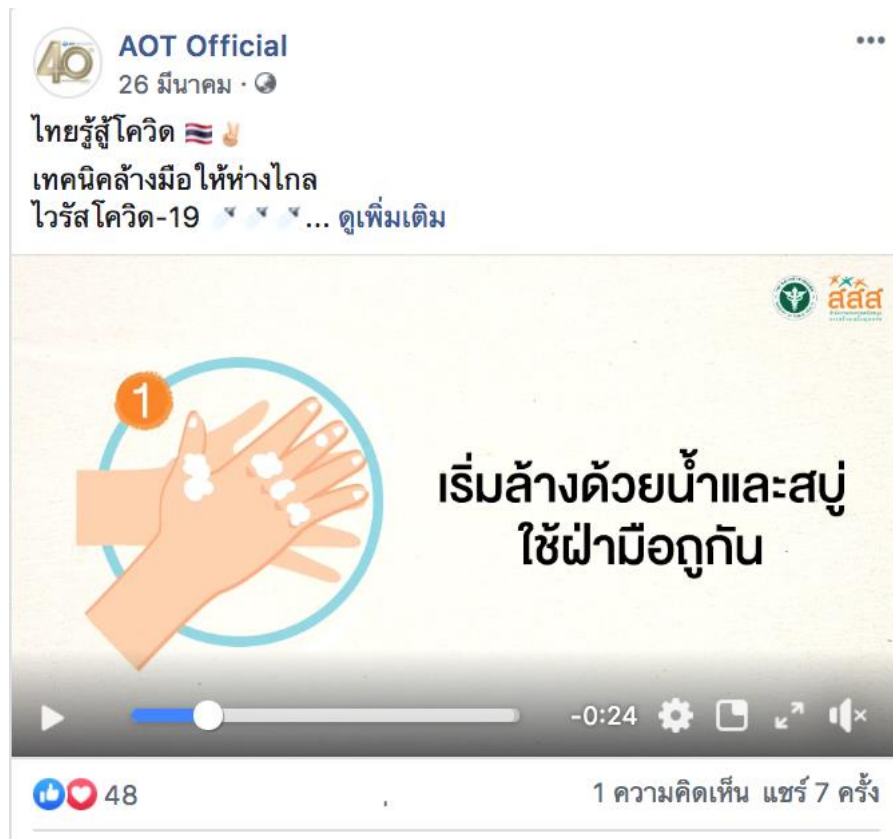 40
AOT Official
26 มีนาคม ·
ไทยรู้สู้โควิด 🇹🇭 ✌🏻
เทคนิคล้างมือให้ห่างไกล
ไวรัสโควิด-19 ... ดูเพิ่มเติม
สสส
1
เริ่มล้างด้วยน้ำและสบู่
ใช้ฝ่ามือถูกัน
-0:24
48
1 ความคิดเห็น แชร์ 7 ครั้ง